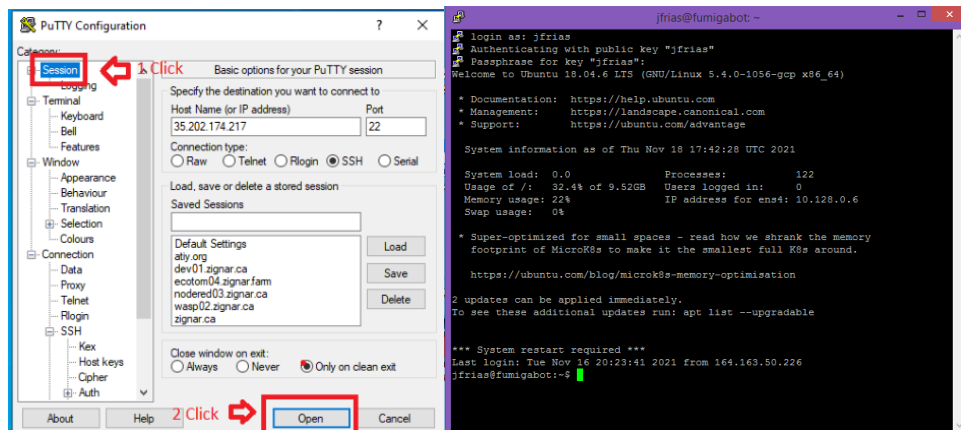 PuTTY Configuration
? ×
Category:
Session
Logging
Terminal
Keyboard
Bell
Features
Window
Appearance
Behaviour
Translation
Selection
Colours
Connection
Data
Proxy
Telnet
Rlogin
SSH
Kex
Host keys
Cipher
Auth
1 Click
Basic options for your PuTTY session
Specify the destination you want to connect to
Host Name (or IP address) Port
35.202.174.217 22
Connection type:
Raw Telnet Rlogin SSH Serial
Load, save or delete a stored session
Saved Sessions
Default Settings
atiy.org
dev01.zignar.ca
ecotom04.zignar.farm
nodered03.zignar.ca
wasp02.zignar.ca
zignar.ca
Load
Save
Delete
Close window on exit:
Always Never Only on clean exit
2 Click
About Help Open Cancel
jfrias@fumigabot: ~
login as: jfrias
Authenticating with public key "jfrias"
Passphrase for key "jfrias":
Welcome to Ubuntu 18.04.6 LTS (GNU/Linux 5.4.0-1056-gcp x86_64)
* Documentation: https://help.ubuntu.com
* Management: https://landscape.canonical.com
* Support: https://ubuntu.com/advantage
System information as of Thu Nov 18 17:42:28 UTC 2021
System load: 0.0 Processes: 122
Usage of /: 32.4% of 9.52GB Users logged in: 0
Memory usage: 22% IP address for ens4: 10.128.0.6
Swap usage: 0%
* Super-optimized for small spaces - read how we shrank the memory
footprint of MicroK8s to make it the smallest full K8s around.
https://ubuntu.com/blog/microk8s-memory-optimisation
2 updates can be applied immediately.
To see these additional updates run: apt list --upgradable
*** System restart required ***
Last login: Tue Nov 16 20:23:41 2021 from 164.163.50.226
jfrias@fumigabot:~$